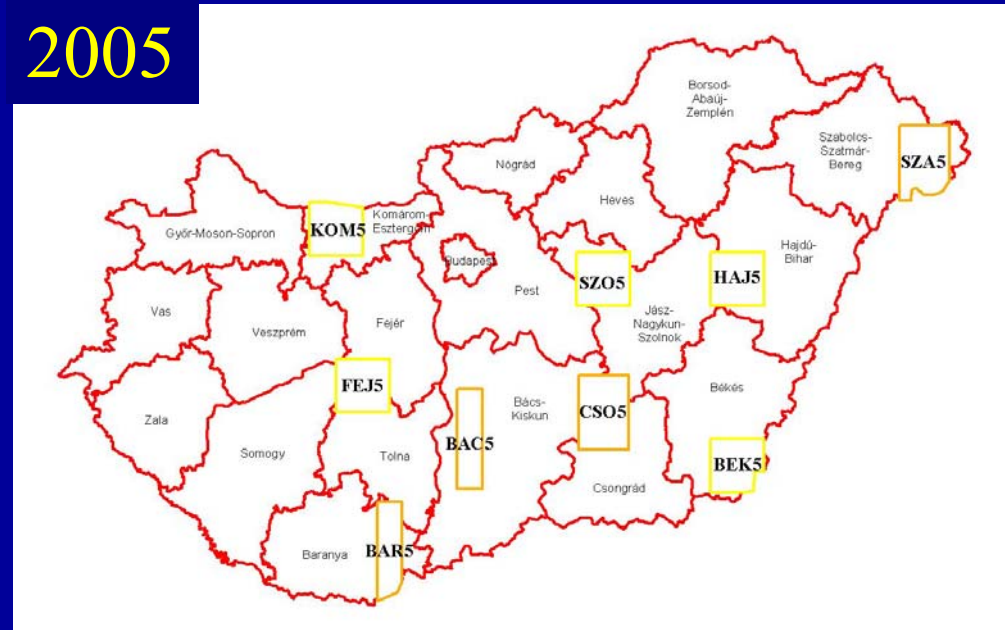 2005
Borsod-
Abaúj-
Zemplén
Szabolcs-
Szatmár-
Bereg
SZA5
Nógrád
Heves
KOM5
Komárom-
Esztergom
Győr-Moson-Sopron
Budapest
Pest
SZO5
HAJ5
Hajdú-
Bihar
Vas
Veszprém
Fejér
Jász-
Nagykun-
Szolnok
FEJ5
Békés
Zala
Bács-
Kiskun
CSO5
BAC5
Somogy
Tolna
BEK5
Csongrád
Baranya
BAR5